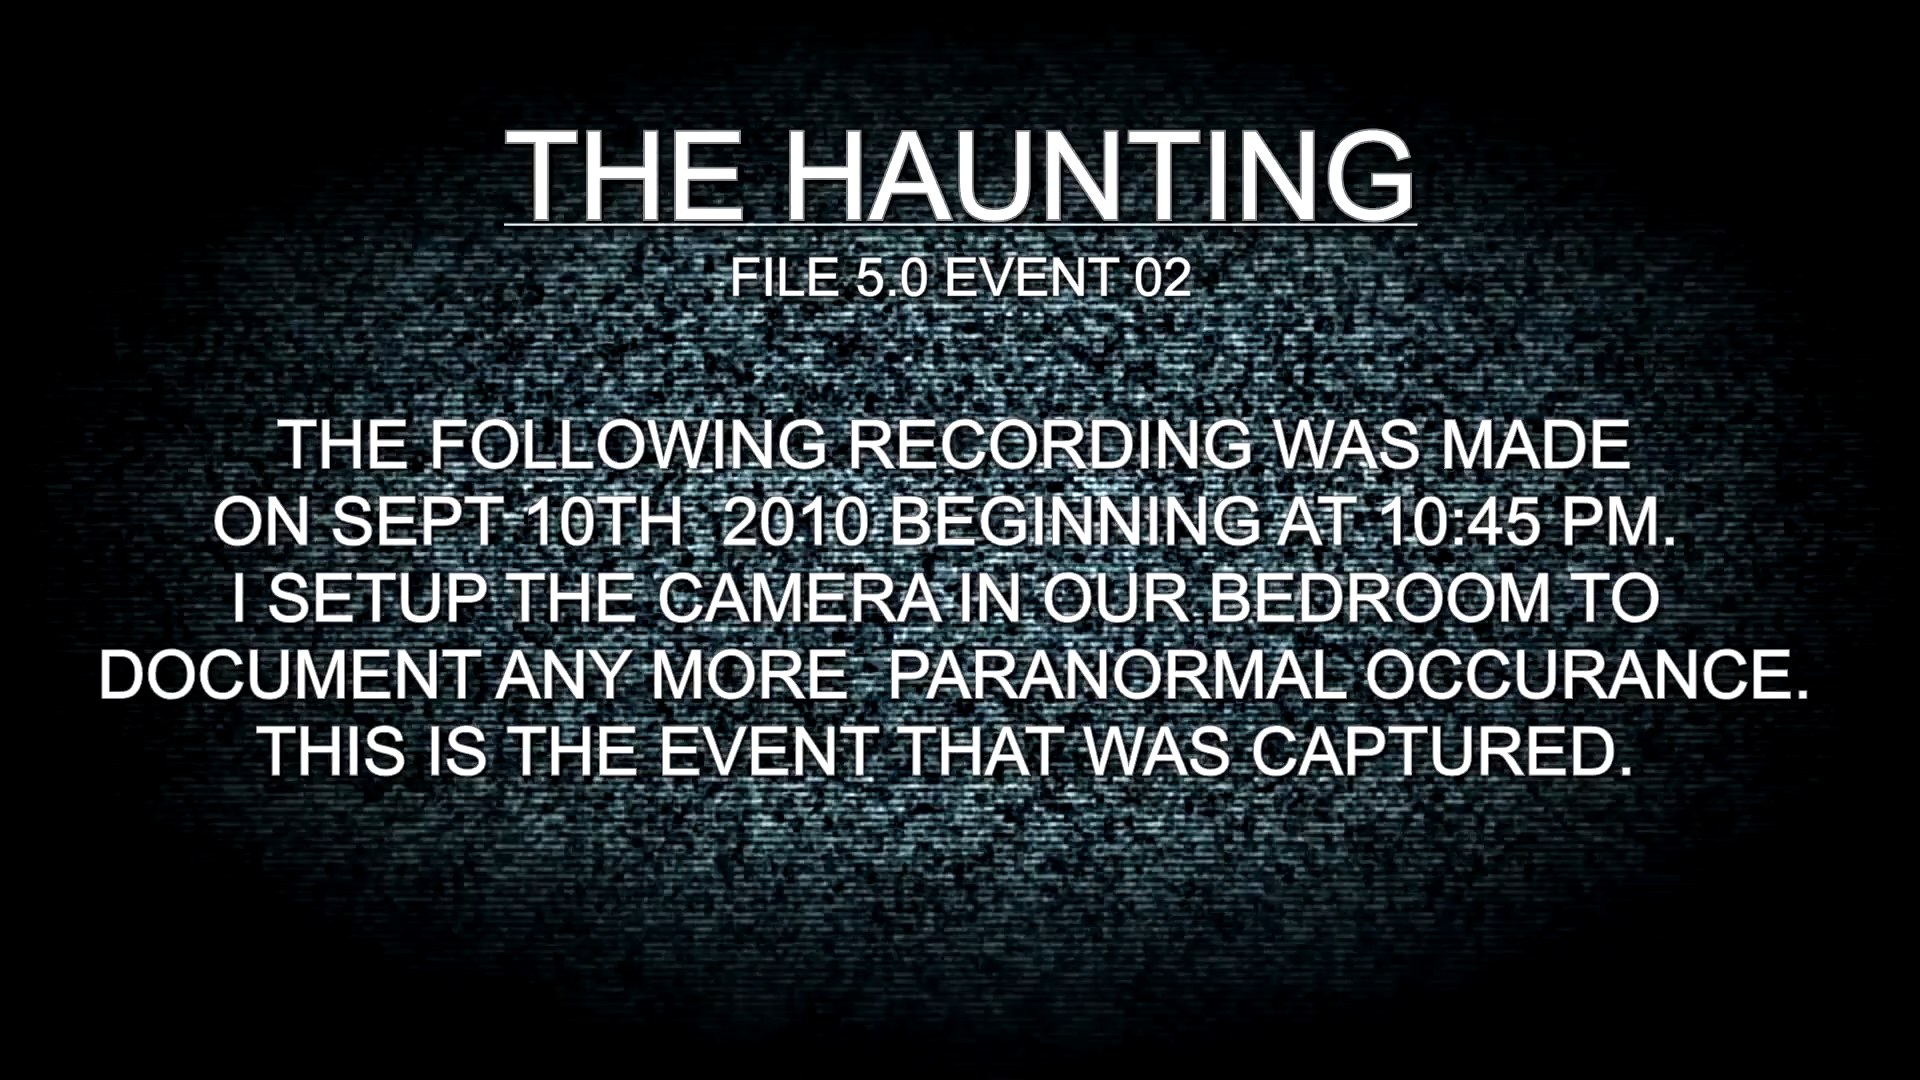 THE HAUNTING
FILE 5.0 EVENT 02
THE FOLLOWING RECORDING WAS MADE
ON SEPT 10TH  2010 BEGINNING AT 10:45 PM.
I SETUP THE CAMERA IN OUR BEDROOM TO
DOCUMENT ANY MORE  PARANORMAL OCCURANCE.
THIS IS THE EVENT THAT WAS CAPTURED.